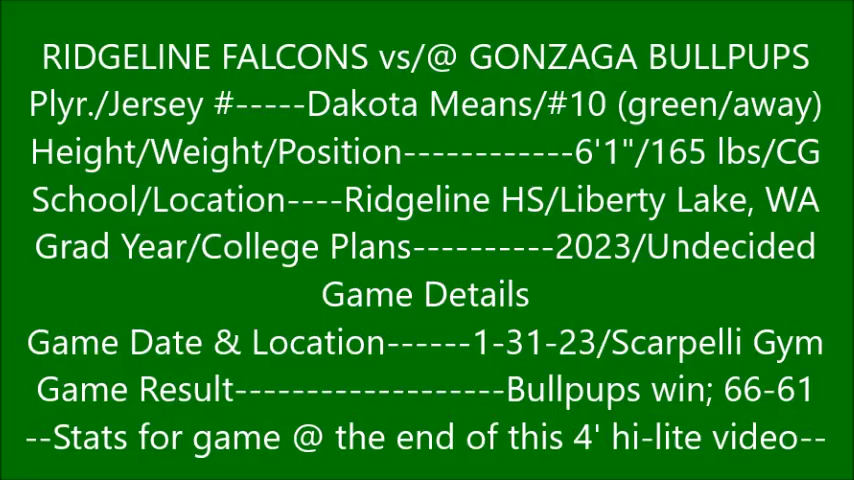 RIDGELINE FALCONS vs/@ GONZAGA BULLPUPS
Plyr./Jersey #-----Dakota Means/#10 (green/away)
Height/Weight/Position------------6'1"/165 lbs/CG
School/Location----Ridgeline HS/Liberty Lake, WA
Grad Year/College Plans----------2023/Undecided
Game Details
Game Date & Location------1-31-23/Scarpelli Gym
Game Result-------------------Bullpups win; 66-61
--Stats for game @ the end of this 4' hi-lite video--